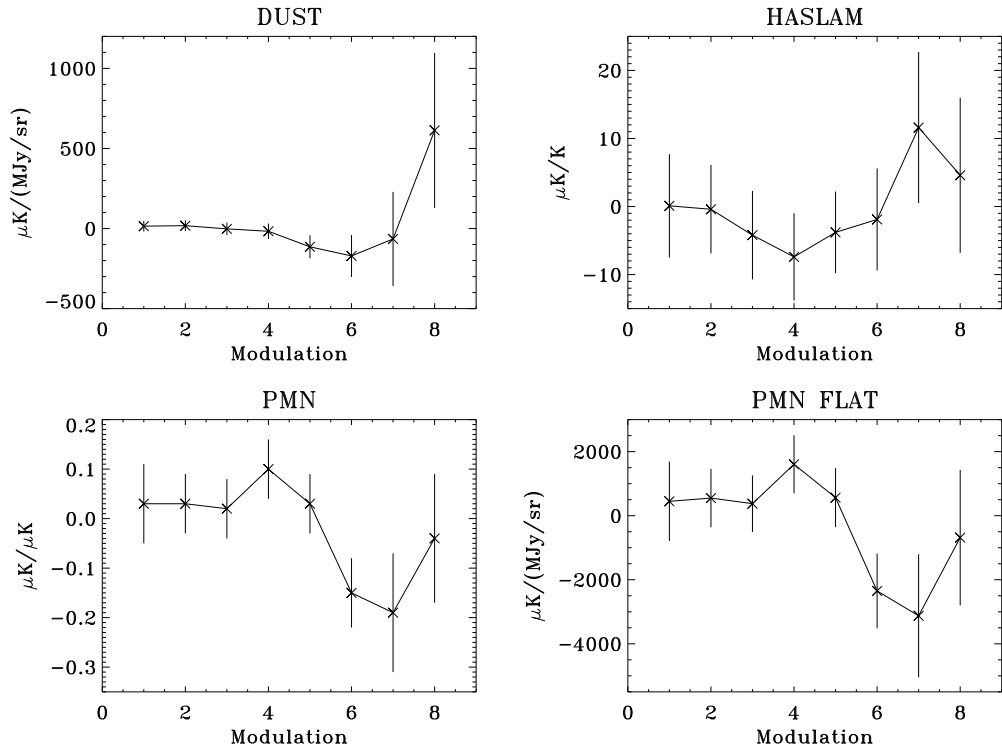 DUST
μK/(MJy/sr)
1000
500
0
−500
0 2 4 6 8
Modulation
HASLAM
μK/K
20
10
0
−10
0 2 4 6 8
Modulation
PMN
μK/μK
0.2
0.1
0.0
−0.1
−0.2
−0.3
0 2 4 6 8
Modulation
PMN FLAT
μK/(MJy/sr)
2000
0
−2000
−4000
0 2 4 6 8
Modulation